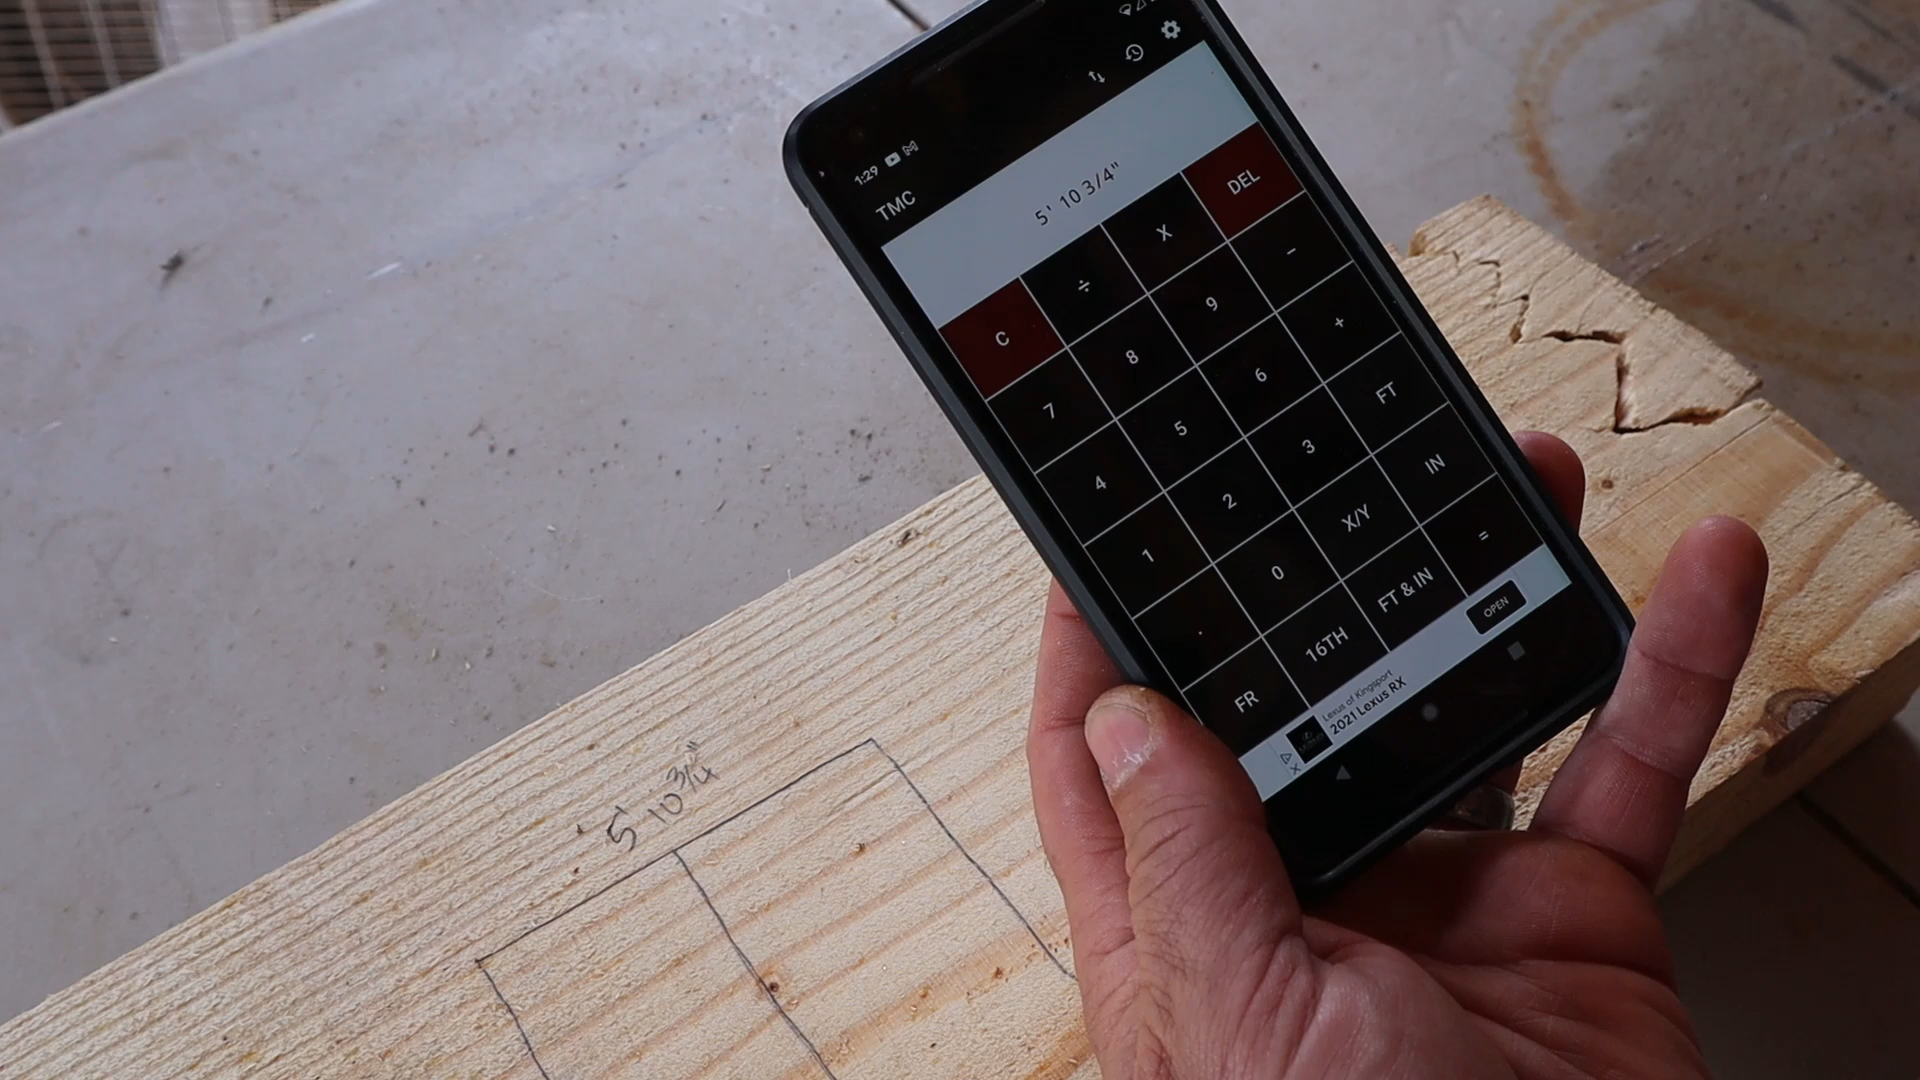 1:29
TMC
5' 10 3/4"
C ÷ X DEL
7 8 9 −
4 5 6 +
1 2 3 FT
. 0 X/Y IN
FR 16TH FT & IN =
Lexus of Kingsport
2021 Lexus RX
OPEN
5' 10 3/4"